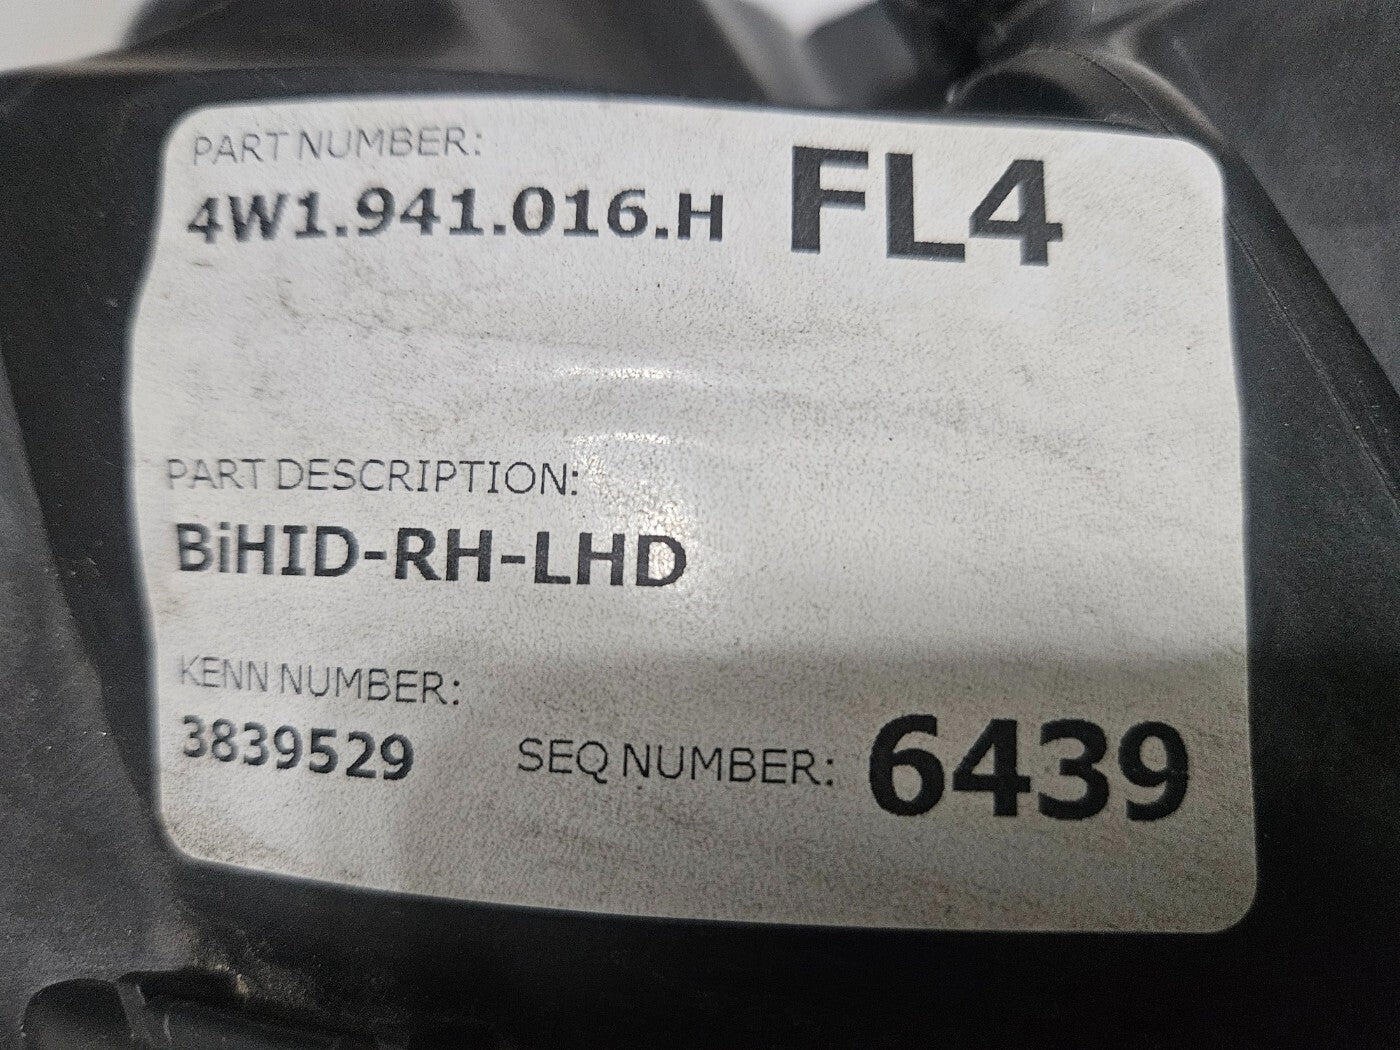 PART NUMBER:
4W1.941.016.H FL4
PART DESCRIPTION:
BiHID-RH-LHD
KENN NUMBER:
3839529 SEQ NUMBER: 6439